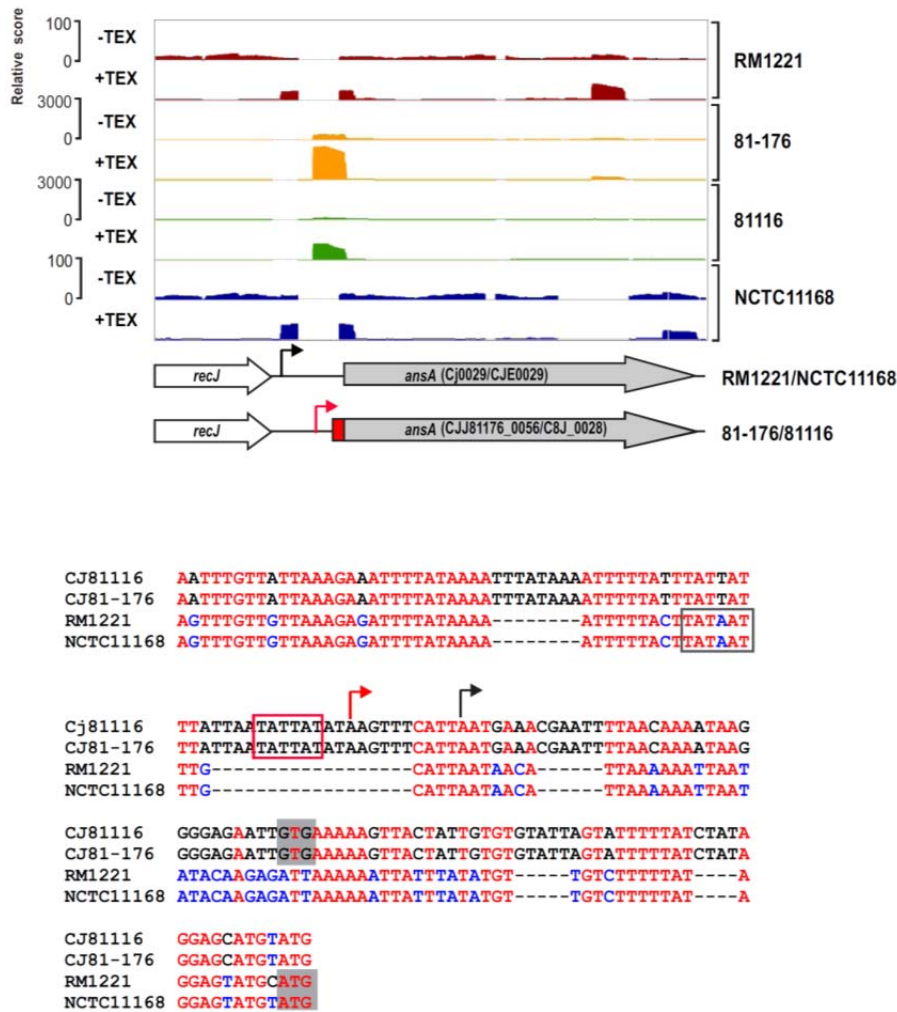 Relative score
100
0
-TEX
+TEX
RM1221
3000
0
-TEX
+TEX
81-176
3000
0
-TEX
+TEX
81116
100
0
-TEX
+TEX
NCTC11168
recJ ansA (Cj0029/CJE0029) RM1221/NCTC11168
recJ ansA (CJJ81176_0056/C8J_0028) 81-176/81116
CJ81116 AATTTGTTATTAAAGAAATTTTATAAAATTTATAAAATTTTTATTTATTAT
CJ81-176 AATTTGTTATTAAAGAAATTTTATAAAATTTATAAAATTTTTATTTATTAT
RM1221 AGTTTGTTGTTAAAGAGATTTTATAAAA--------ATTTTTACTTATAAT
NCTC11168 AGTTTGTTGTTAAAGAGATTTTATAAAA--------ATTTTTACTTATAAT
Cj81116 TTATTAATATTATATAAGTTTCATTAATGAAACGAATTTTAACAAAATAAG
CJ81-176 TTATTAATATTATATAAGTTTCATTAATGAAACGAATTTTAACAAAATAAG
RM1221 TTG------------------CATTAATAACA------TTAAAAAATTAAT
NCTC11168 TTG------------------CATTAATAACA------TTAAAAAATTAAT
CJ81116 GGGAGAATTGTGAAAAAGTTACTATTGTGTGTATTAGTATTTTTATCTATA
CJ81-176 GGGAGAATTGTGAAAAAGTTACTATTGTGTGTATTAGTATTTTTATCTATA
RM1221 ATACAAGAGATTAAAAAATTATTTATATGT-----TGTCTTTTTAT----A
NCTC11168 ATACAAGAGATTAAAAAATTATTTATATGT-----TGTCTTTTTAT----A
CJ81116 GGAGCATGTATG
CJ81-176 GGAGCATGTATG
RM1221 GGAGTATGCATG
NCTC11168 GGAGTATGTATG